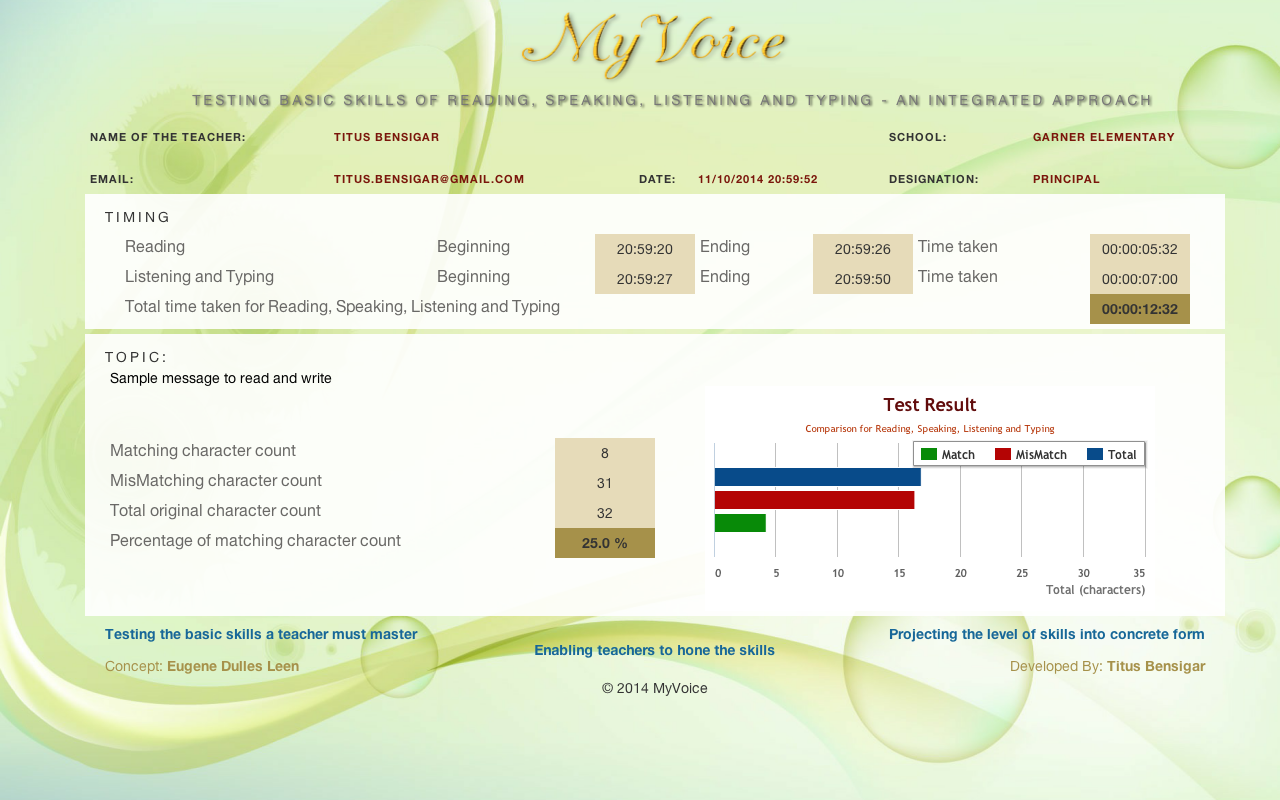 MyVoice
TESTING BASIC SKILLS OF READING, SPEAKING, LISTENING AND TYPING - AN INTEGRATED APPROACH
NAME OF THE TEACHER: TITUS BENSIGAR SCHOOL: GARNER ELEMENTARY
EMAIL: TITUS.BENSIGAR@GMAIL.COM DATE: 11/10/2014 20:59:52 DESIGNATION: PRINCIPAL
TIMING
Reading Beginning 20:59:20 Ending 20:59:26 Time taken 00:00:05:32
Listening and Typing Beginning 20:59:27 Ending 20:59:50 Time taken 00:00:07:00
Total time taken for Reading, Speaking, Listening and Typing 00:00:12:32
TOPIC:
Sample message to read and write
Matching character count 8
MisMatching character count 31
Total original character count 32
Percentage of matching character count 25.0 %
Test Result
Comparison for Reading, Speaking, Listening and Typing
Match MisMatch Total
0 5 10 15 20 25 30 35
Total (characters)
Testing the basic skills a teacher must master
Enabling teachers to hone the skills
Projecting the level of skills into concrete form
Concept: Eugene Dulles Leen
Developed By: Titus Bensigar
© 2014 MyVoice